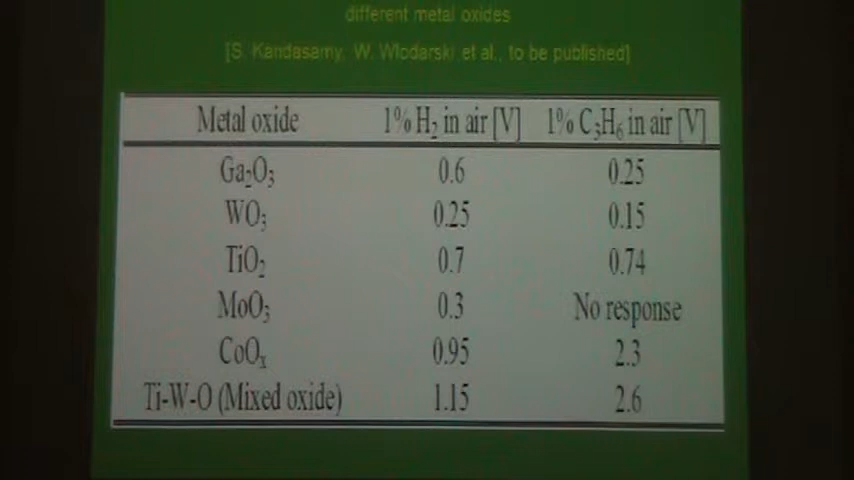 different metal oxides
[S. Kandasamy, W. Wlodarski et al., to be published]
Metal oxide 1% H₂ in air [V] 1% C₃H₆ in air [V]
Ga₂O₃ 0.6 0.25
WO₃ 0.25 0.15
TiO₂ 0.7 0.74
MoO₃ 0.3 No response
CoOₓ 0.95 2.3
Ti-W-O (Mixed oxide) 1.15 2.6